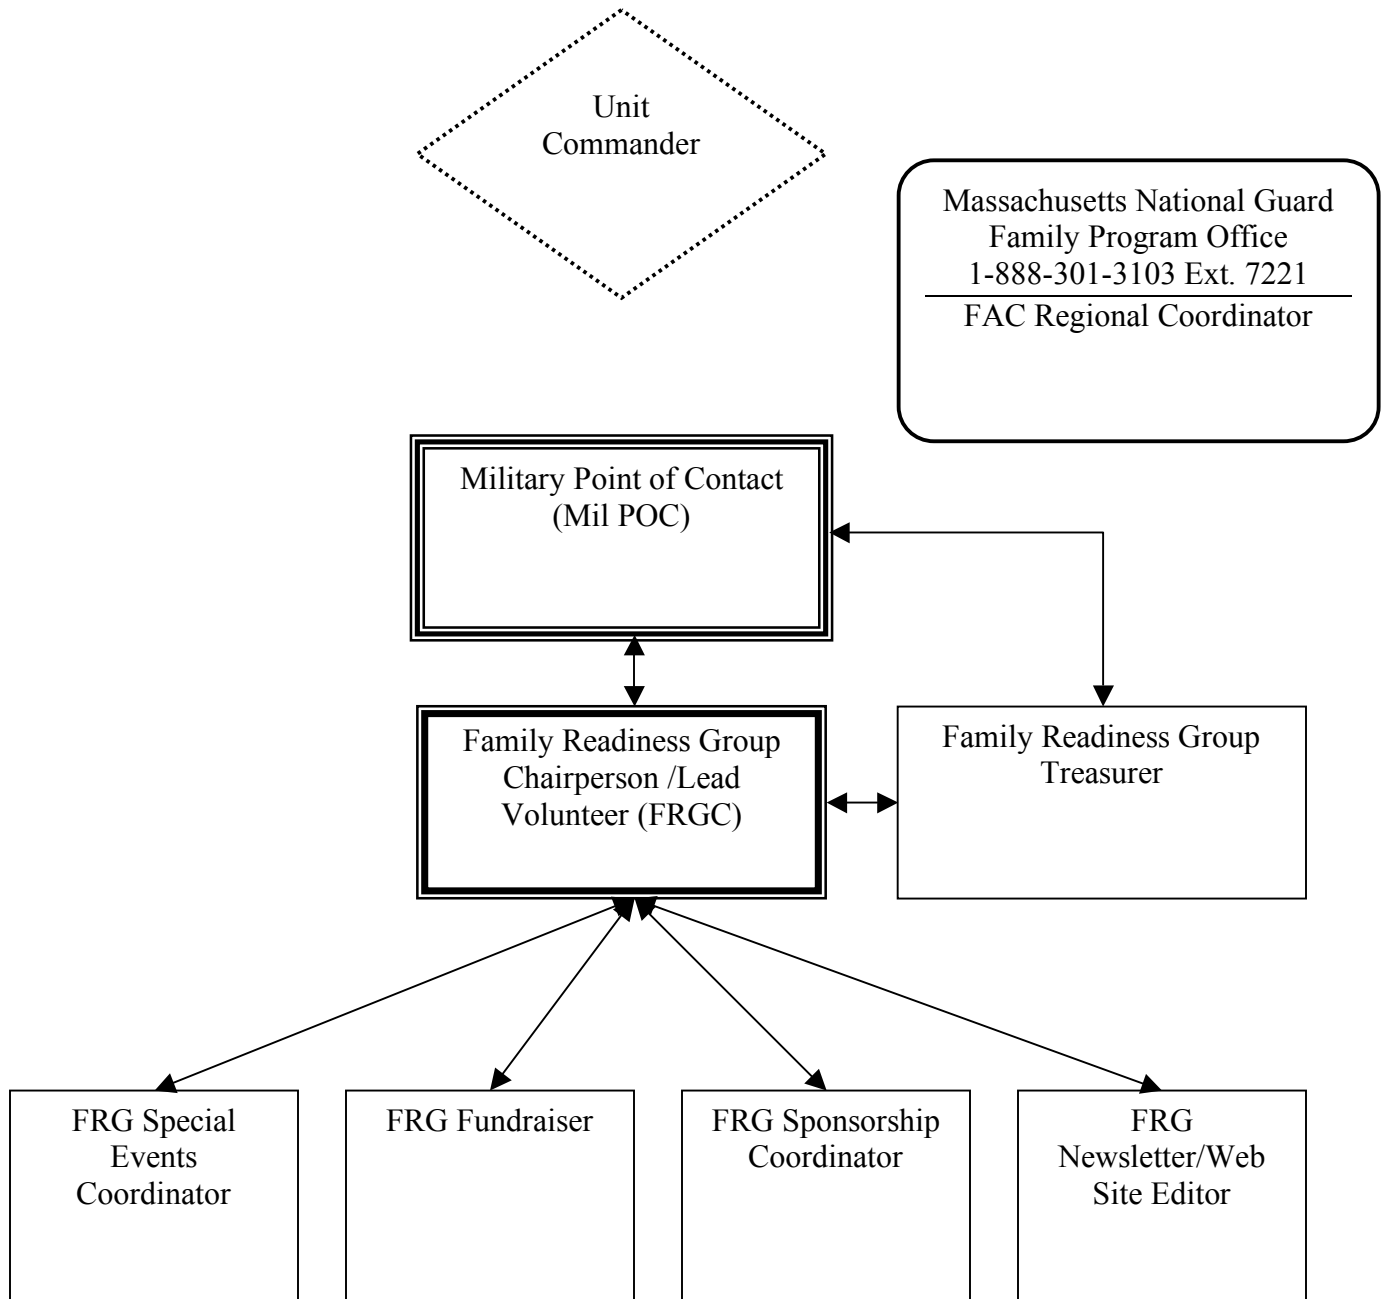 Unit
Commander
Massachusetts National Guard
Family Program Office
1-888-301-3103 Ext. 7221
FAC Regional Coordinator
Military Point of Contact
(Mil POC)
Family Readiness Group
Chairperson /Lead
Volunteer (FRGC)
Family Readiness Group
Treasurer
FRG Special
Events
Coordinator
FRG Fundraiser
FRG Sponsorship
Coordinator
FRG
Newsletter/Web
Site Editor